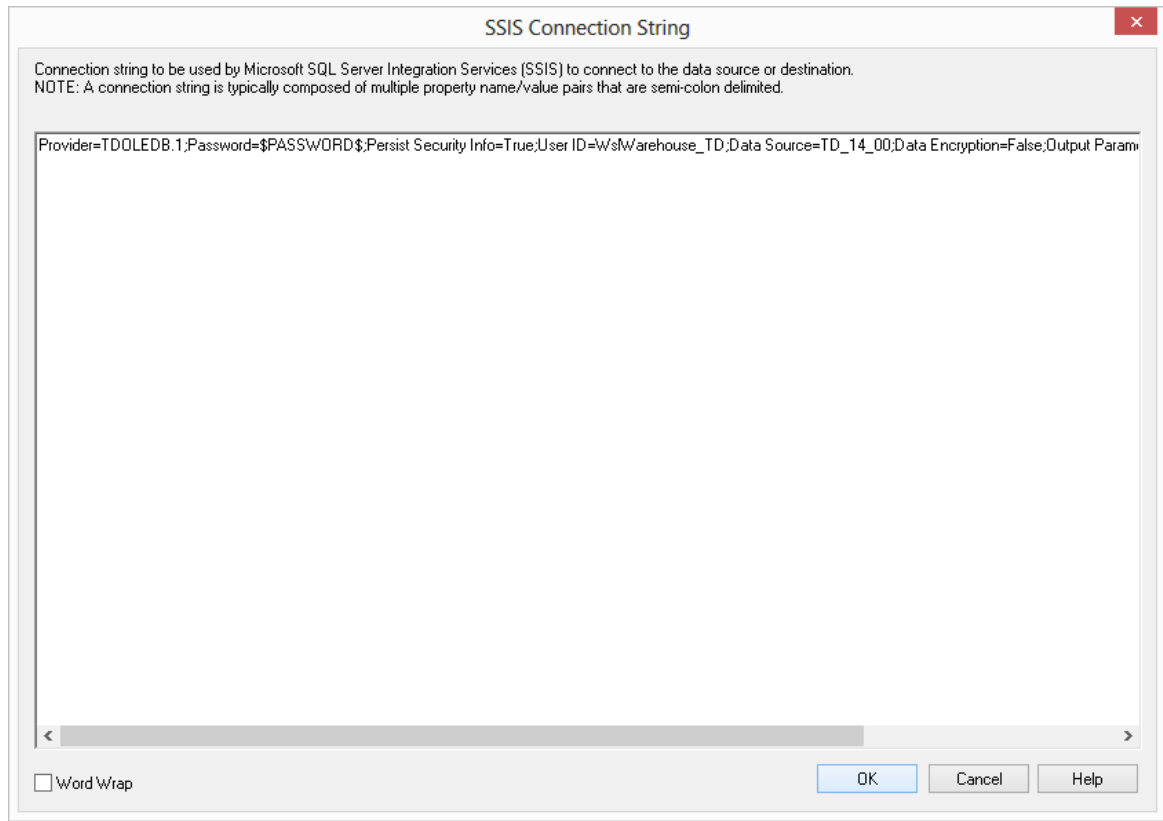 SSIS Connection String
Connection string to be used by Microsoft SQL Server Integration Services (SSIS) to connect to the data source or destination.
NOTE: A connection string is typically composed of multiple property name/value pairs that are semi-colon delimited.
Provider=TDOLEDB.1;Password=$PASSWORD$;Persist Security Info=True;User ID=WslWarehouse_TD;Data Source=TD_14_00;Data Encryption=False;Output
Word Wrap
OK Cancel Help